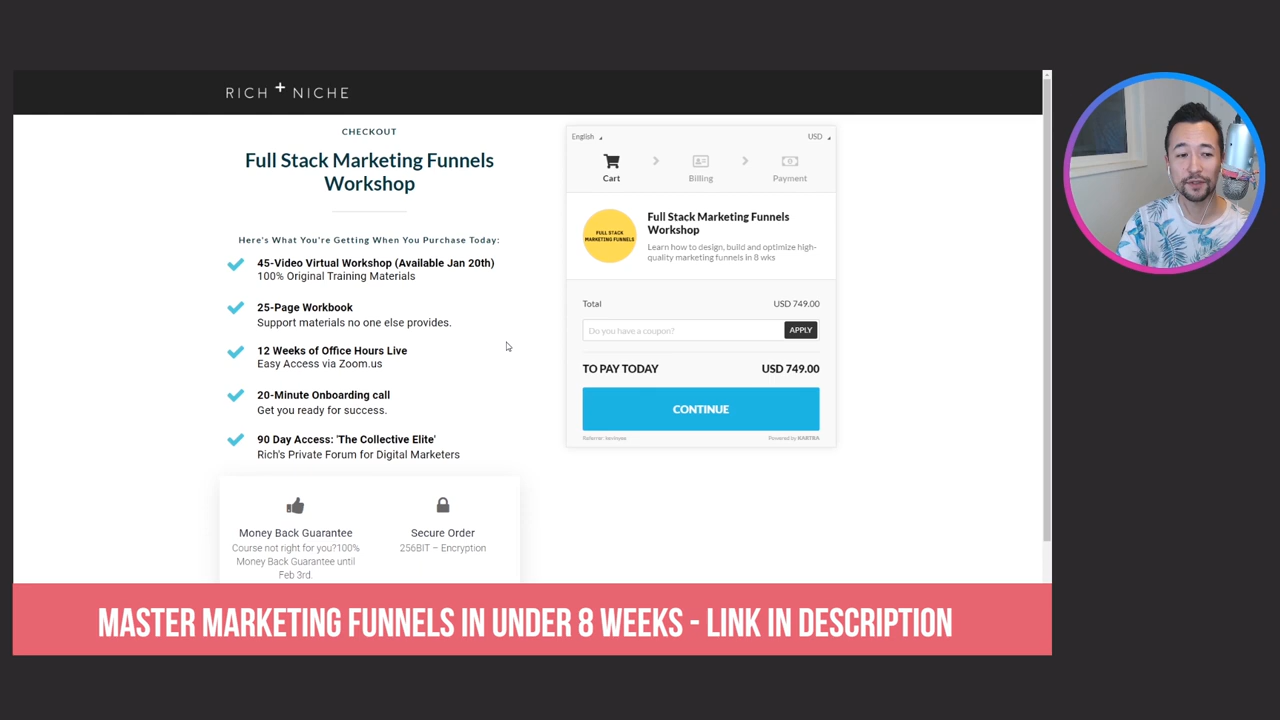 RICH + NICHE
CHECKOUT
Full Stack Marketing Funnels
Workshop
Here's What You're Getting When You Purchase Today:
45-Video Virtual Workshop (Available Jan 20th)
100% Original Training Materials
25-Page Workbook
Support materials no one else provides.
12 Weeks of Office Hours Live
Easy Access via Zoom.us
20-Minute Onboarding call
Get you ready for success.
90 Day Access: 'The Collective Elite'
Rich's Private Forum for Digital Marketers
Money Back Guarantee
Course not right for you?100%
Money Back Guarantee until
Feb 3rd.
Secure Order
256BIT – Encryption
English
USD
Cart
Billing
Payment
FULL STACK
MARKETING FUNNELS
Full Stack Marketing Funnels
Workshop
Learn how to design, build and optimize high-
quality marketing funnels in 8 wks
Total
USD 749.00
Do you have a coupon?
APPLY
TO PAY TODAY
USD 749.00
CONTINUE
Powered by KARTRA
MASTER MARKETING FUNNELS IN UNDER 8 WEEKS - LINK IN DESCRIPTION